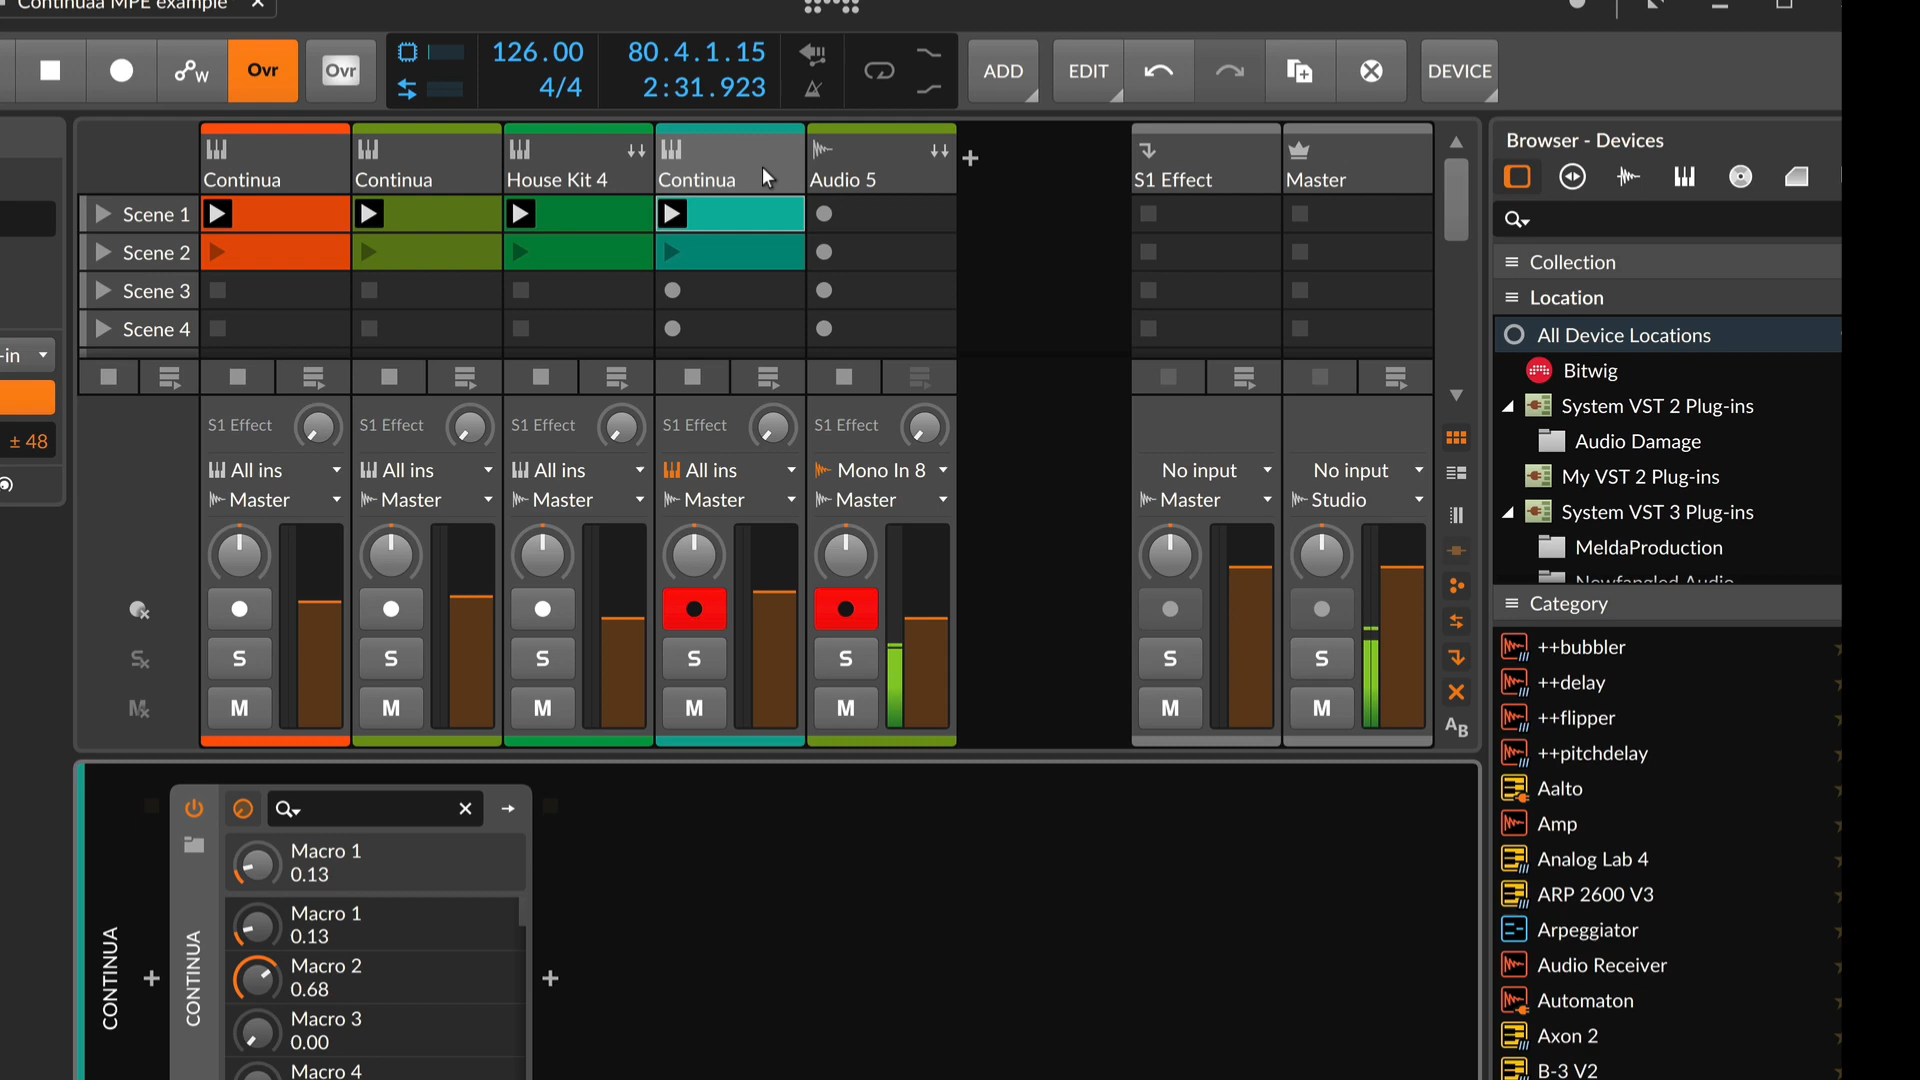 Continuaa MPE example
W
Ovr
Ovr
126.00
4/4
80.4.1.15
2:31.923
ADD
EDIT
DEVICE
Continua
Continua
House Kit 4
Continua
Audio 5
S1 Effect
Master
Scene 1
Scene 2
Scene 3
Scene 4
-in
± 48
S1 Effect
S1 Effect
S1 Effect
S1 Effect
S1 Effect
All ins
All ins
All ins
All ins
Mono In 8
No input
No input
Master
Master
Master
Master
Master
Master
Studio
S
S
S
S
S
S
S
M
M
M
M
M
M
M
AB
Browser - Devices
Collection
Location
All Device Locations
Bitwig
System VST 2 Plug-ins
Audio Damage
My VST 2 Plug-ins
System VST 3 Plug-ins
MeldaProduction
Newfangled Audio
Category
++bubbler
++delay
++flipper
++pitchdelay
Aalto
Amp
Analog Lab 4
ARP 2600 V3
Arpeggiator
Audio Receiver
Automaton
Axon 2
B-3 V2
CONTINUA
CONTINUA
Macro 1
0.13
Macro 1
0.13
Macro 2
0.68
Macro 3
0.00
Macro 4